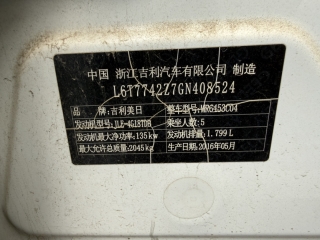 中国 浙江吉利汽车有限公司 制造
L6T7742Z7GN408524
品 牌:吉利美日 整车型号:MR6453C04
发动机型号:JLE-4G18TDB 乘坐人数:5
发动机最大净功率:135kw 发动机排量:1.799L
最大允许总质量:2045kg 生产日期:2016年05月